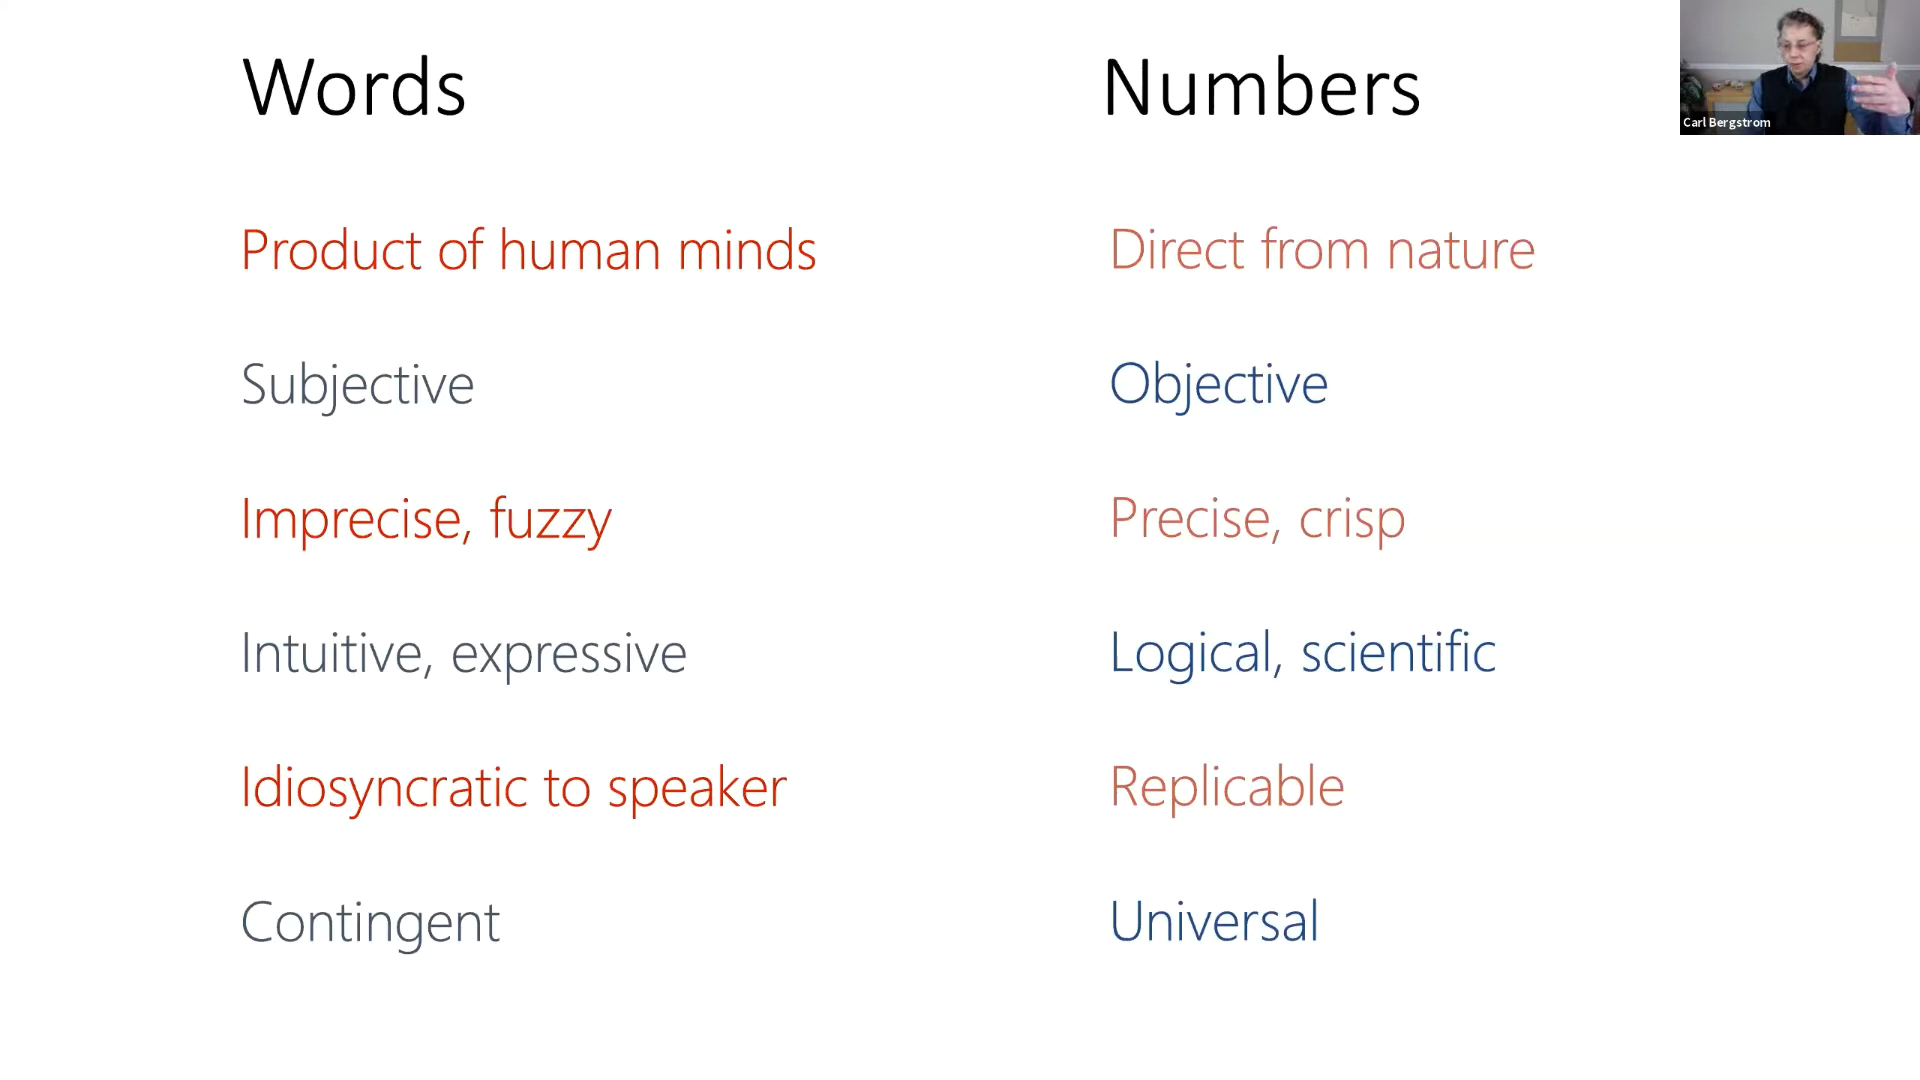 Words
Numbers
Carl Bergstrom
Product of human minds
Direct from nature
Subjective
Objective
Imprecise, fuzzy
Precise, crisp
Intuitive, expressive
Logical, scientific
Idiosyncratic to speaker
Replicable
Contingent
Universal